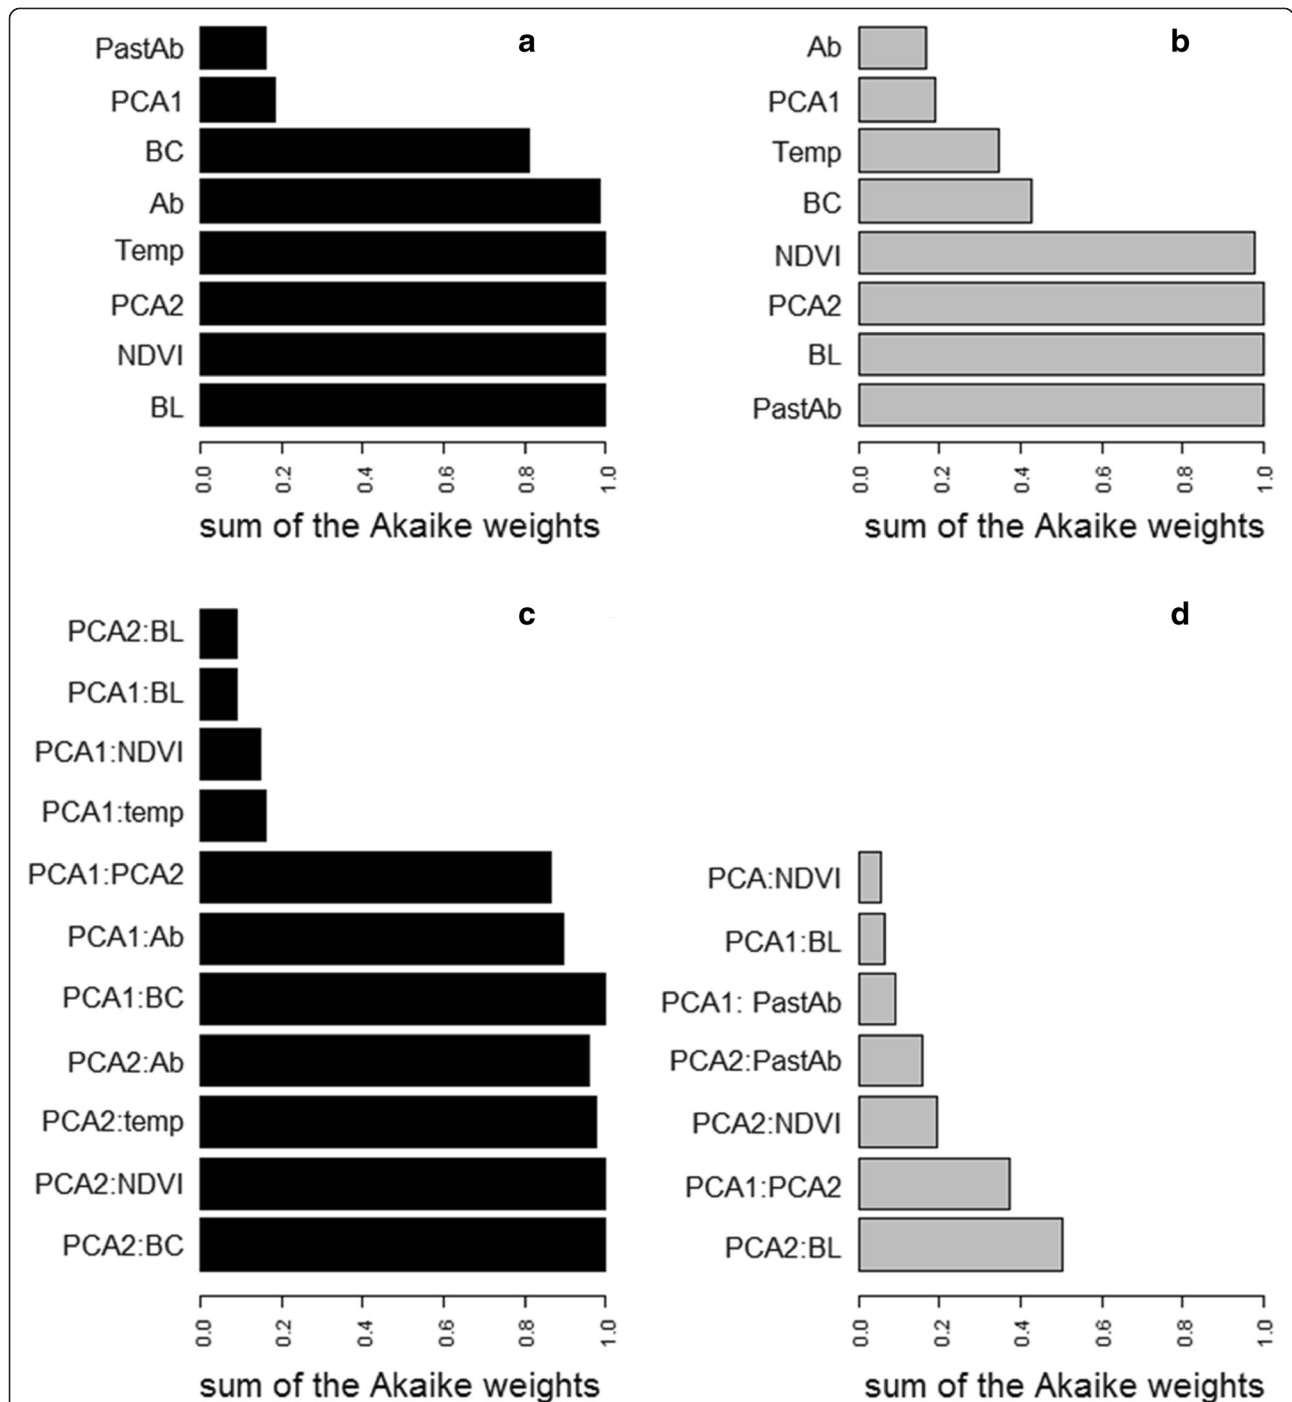 a
PastAb
PCA1
BC
Ab
Temp
PCA2
NDVI
BL
0.0 0.2 0.4 0.6 0.8 1.0
sum of the Akaike weights
b
Ab
PCA1
Temp
BC
NDVI
PCA2
BL
PastAb
0.0 0.2 0.4 0.6 0.8 1.0
sum of the Akaike weights
c
PCA2:BL
PCA1:BL
PCA1:NDVI
PCA1:temp
PCA1:PCA2
PCA1:Ab
PCA1:BC
PCA2:Ab
PCA2:temp
PCA2:NDVI
PCA2:BC
0.0 0.2 0.4 0.6 0.8 1.0
sum of the Akaike weights
d
PCA:NDVI
PCA1:BL
PCA1: PastAb
PCA2:PastAb
PCA2:NDVI
PCA1:PCA2
PCA2:BL
0.0 0.2 0.4 0.6 0.8 1.0
sum of the Akaike weights